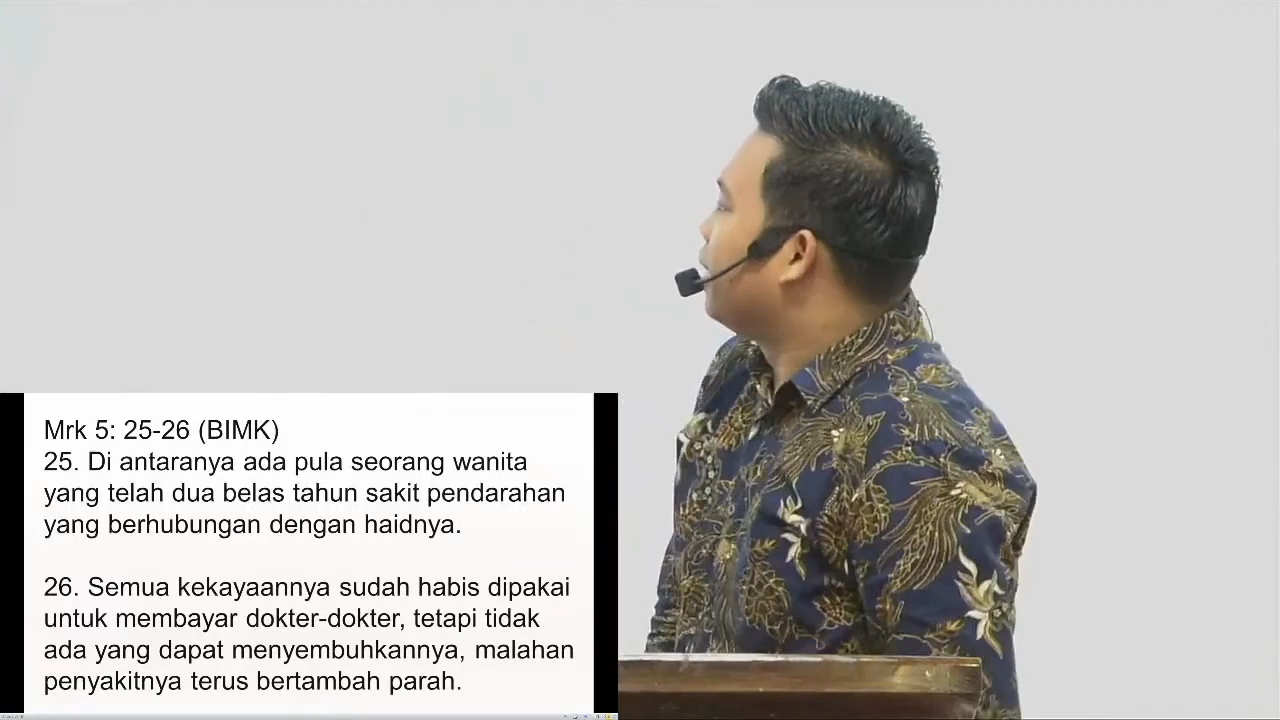 Mrk 5: 25-26 (BIMK)
25. Di antaranya ada pula seorang wanita
yang telah dua belas tahun sakit pendarahan
yang berhubungan dengan haidnya.
26. Semua kekayaannya sudah habis dipakai
untuk membayar dokter-dokter, tetapi tidak
ada yang dapat menyembuhkannya, malahan
penyakitnya terus bertambah parah.